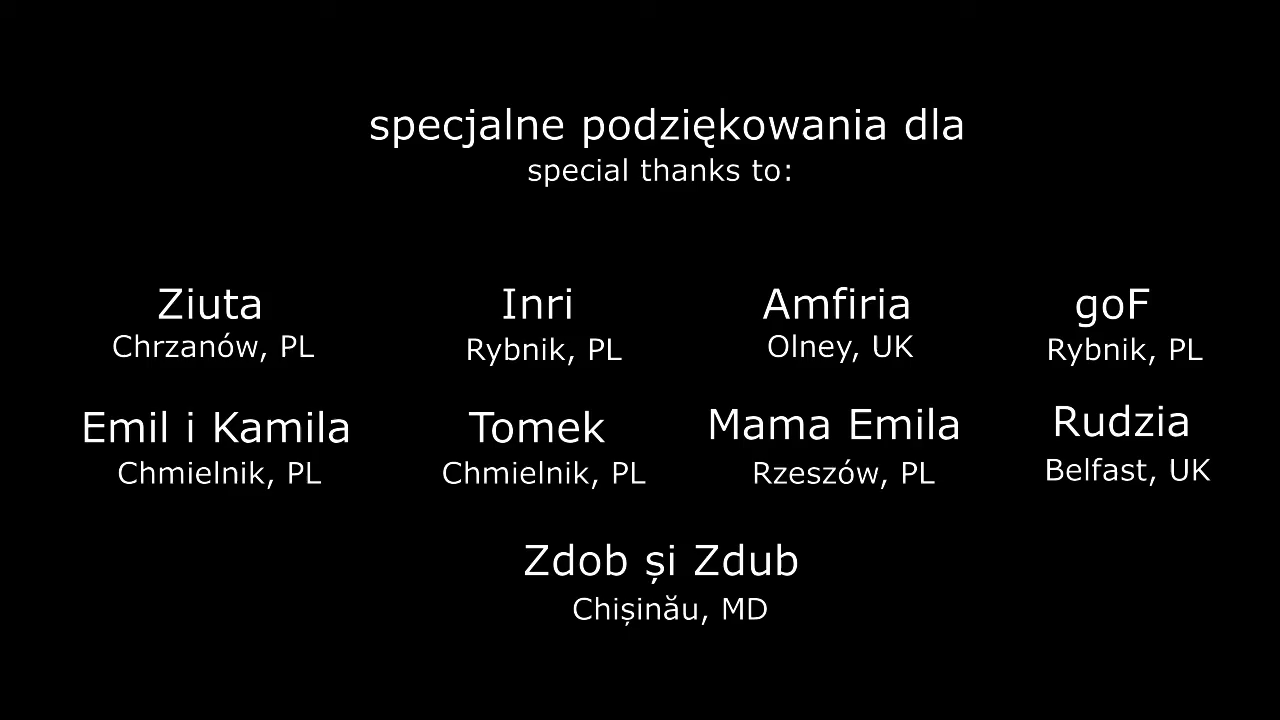 specjalne podziękowania dla
special thanks to:
Ziuta
Chrzanów, PL
Inri
Rybnik, PL
Amfiria
Olney, UK
goF
Rybnik, PL
Emil i Kamila
Chmielnik, PL
Tomek
Chmielnik, PL
Mama Emila
Rzeszów, PL
Rudzia
Belfast, UK
Zdob și Zdub
Chișinău, MD